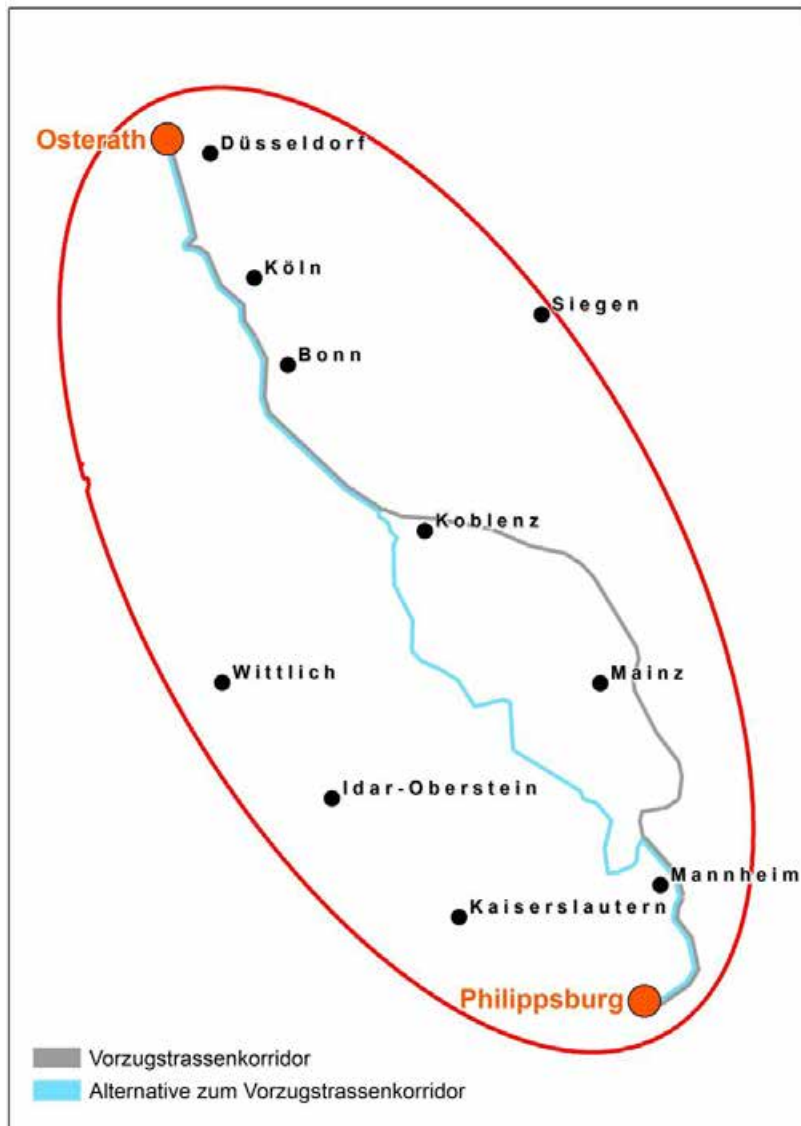 Osterath
Düsseldorf
Köln
Siegen
Bonn
Koblenz
Wittlich
Mainz
Idar-Oberstein
Mannheim
Kaiserslautern
Philippsburg
Vorzugstrassenkorridor
Alternative zum Vorzugstrassenkorridor